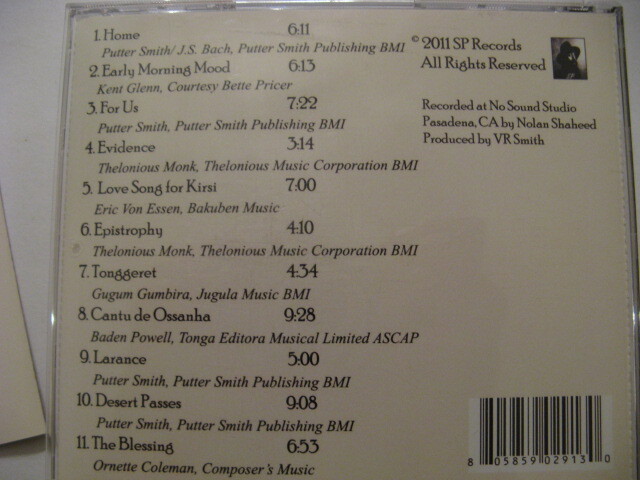 1. Home 6:11
Putter Smith/ J.S. Bach, Putter Smith Publishing BMI
2. Early Morning Mood 6:13
Kent Glenn, Courtesy Bette Pricer
3. For Us 7:22
Putter Smith, Putter Smith Publishing BMI
4. Evidence 3:14
Thelonious Monk, Thelonious Music Corporation BMI
5. Love Song for Kirsi 7:00
Eric Von Essen, Bakuben Music
6. Epistrophy 4:10
Thelonious Monk, Thelonious Music Corporation BMI
7. Tonggeret 4:34
Gugum Gumbira, Jugula Music BMI
8. Cantu de Ossanha 9:28
Baden Powell, Tonga Editora Musical Limited ASCAP
9. Larance 5:00
Putter Smith, Putter Smith Publishing BMI
10. Desert Passes 9:08
Putter Smith, Putter Smith Publishing BMI
11. The Blessing 6:53
Ornette Coleman, Composer's Music
© 2011 SP Records
All Rights Reserved
Recorded at No Sound Studio
Pasadena, CA by Nolan Shaheed
Produced by VR Smith
8 05859 02913 0